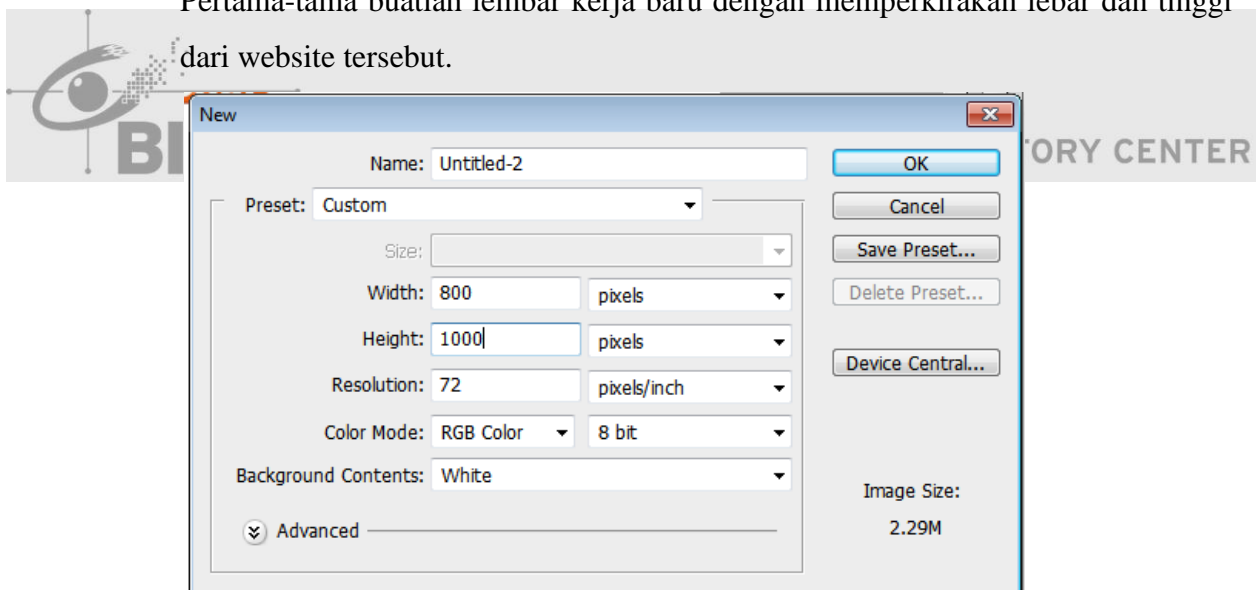 Pertama-tama buatlah lembar kerja baru dengan memperkirakan lebar dan tinggi
dari website tersebut.
New
Name: Untitled-2
OK
ORY CENTER
Preset: Custom
Cancel
Size:
Save Preset...
Width: 800 pixels
Delete Preset...
Height: 1000 pixels
Device Central...
Resolution: 72 pixels/inch
Color Mode: RGB Color 8 bit
Background Contents: White
Image Size:
Advanced
2.29M